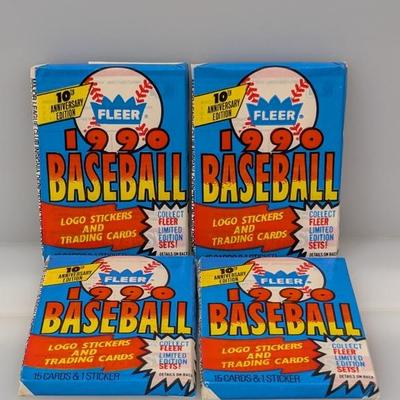 10TH
ANNIVERSARY
EDITION
FLEER
1990
BASEBALL
LOGO STICKERS
AND
TRADING CARDS
COLLECT
FLEER
LIMITED
EDITION
SETS!
DETAILS ON BACK
10TH
ANNIVERSARY
EDITION
FLEER
1990
BASEBALL
LOGO STICKERS
AND
TRADING CARDS
COLLECT
FLEER
LIMITED
EDITION
SETS!
DETAILS ON BACK
10TH
ANNIVERSARY
EDITION
FLEER
1990
BASEBALL
LOGO STICKERS
AND
TRADING CARDS
COLLECT
FLEER
LIMITED
EDITION
SETS!
DETAILS ON BACK
15 CARDS & 1 STICKER
10TH
ANNIVERSARY
EDITION
FLEER
1990
BASEBALL
LOGO STICKERS
AND
TRADING CARDS
COLLECT
FLEER
LIMITED
EDITION
SETS!
DETAILS ON BACK
15 CARDS & 1 STICKER